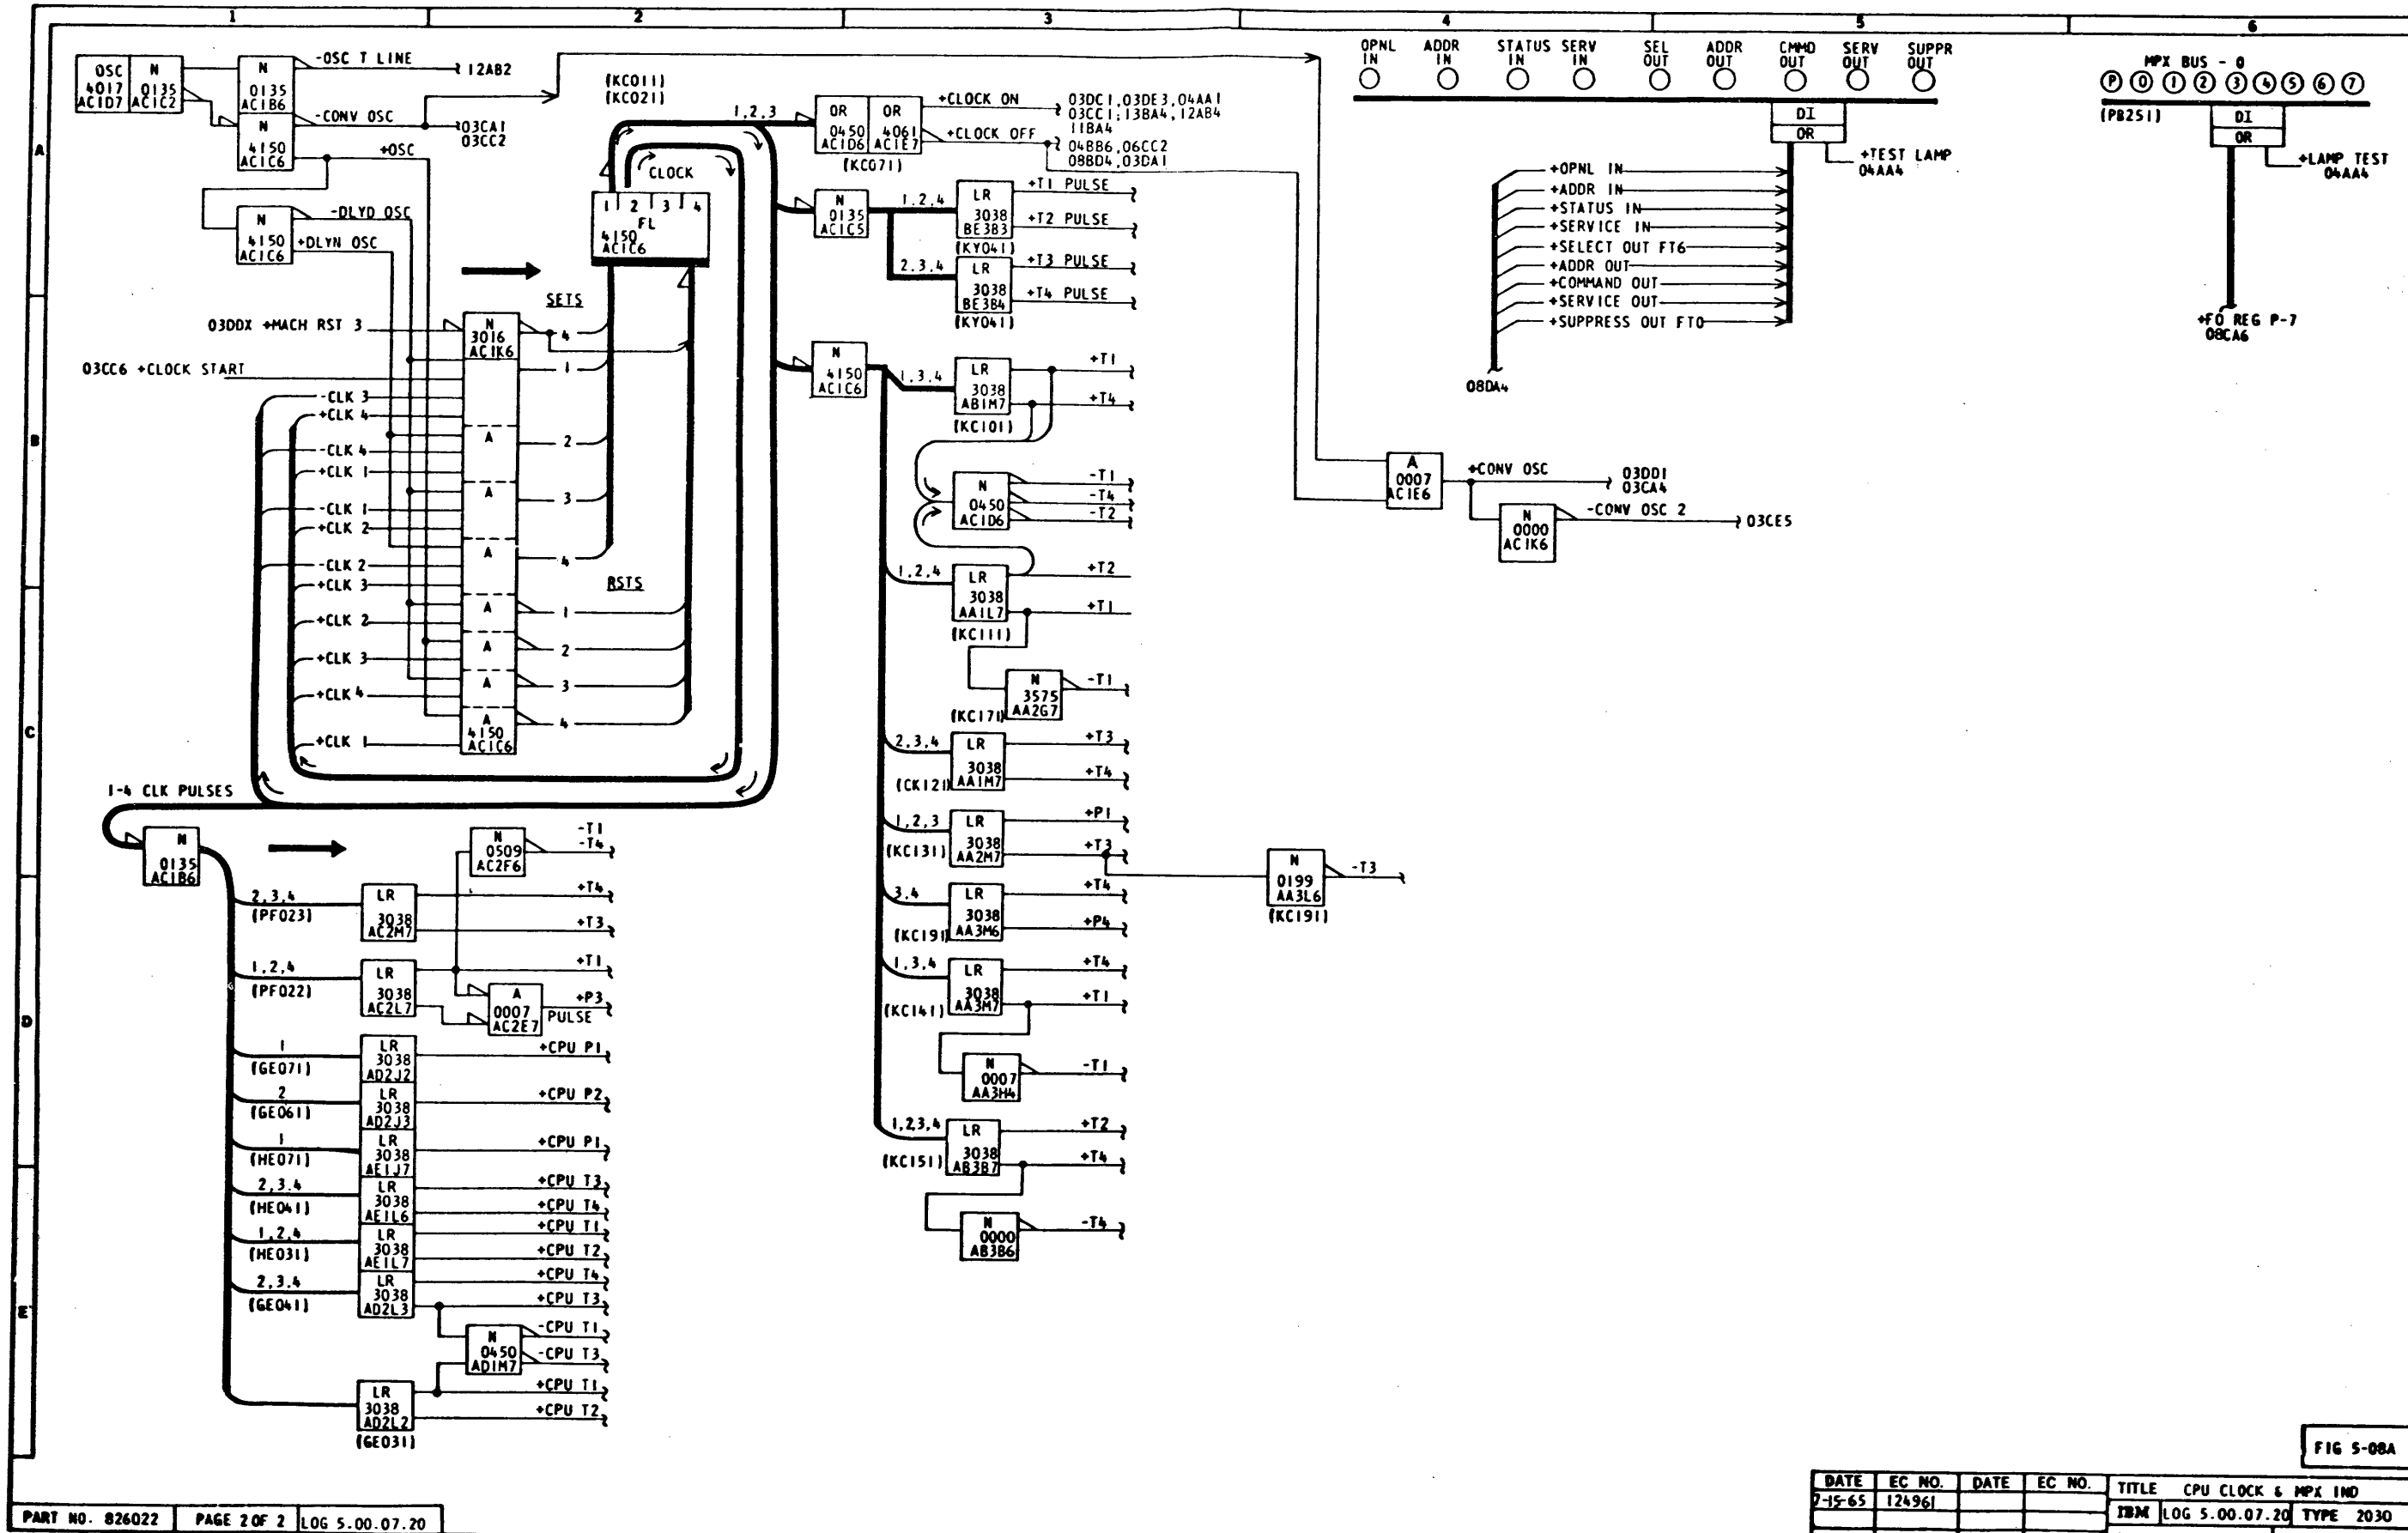 1 2 3 4 5 6
A
B
C
D
E
OSC
4017
AC1D7
N
0135
AC1C2
N
0135
AC1B6
-OSC T LINE
12AB2
-CONV OSC
03CA1
03CC2
N
4150
AC1C6
+OSC
N
4150
AC1C6
-DLYD OSC
+DLYN OSC
(KC011)
(KC021)
CLOCK
1 2 3 4
FL
4150
AC1C6
SETS
RSTS
03DDX +MACH RST 3
03CC6 +CLOCK START
N
3016
AC1K6
-CLK 3
+CLK 4
-CLK 4
+CLK 1
-CLK 1
+CLK 2
-CLK 2
+CLK 3
+CLK 2
+CLK 3
+CLK 4
+CLK 1
A
A
A
A
A
A
A
4150
AC1C6
4
1
2
3
4
1
2
3
4
1,2,3
OR
0450
AC1D6
OR
4061
AC1E7
(KC071)
+CLOCK ON
03DC1,03DE3,04AA1
03CC1,13BA4,12AB4
11BA4
+CLOCK OFF
04BB6,06CC2
08BD4,03DA1
N
0135
AC1C5
1,2,4
LR
3038
BE3B3
(KY041)
+T1 PULSE
+T2 PULSE
2,3,4
LR
3038
BE3B4
(KY041)
+T3 PULSE
+T4 PULSE
N
4150
AC1C6
1,3,4
LR
3038
AB1M7
(KC101)
+T1
+T4
N
0450
AC1D6
-T1
-T4
-T2
1,2,4
LR
3038
AA1L7
(KC111)
+T2
+T1
N
3575
AA2G7
(KC171)
-T1
2,3,4
LR
3038
AA1M7
(CK121)
+T3
+T4
1,2,3
LR
3038
AA2M7
(KC131)
+P1
+T3
N
0199
AA3L6
(KC191)
-T3
3,4
LR
3038
AA3M6
(KC191
+T4
+P4
1,3,4
LR
3038
AA3M7
(KC141)
+T4
+T1
N
0007
AA3H4
-T1
1,2,3,4
LR
3038
AB3B7
(KC151)
+T2
+T4
N
0000
AB3B6
-T4
1-4 CLK PULSES
N
0135
AC1B6
N
0509
AC2F6
-T1
-T4
2,3,4
(PF023)
LR
3038
AC2M7
+T4
+T3
1,2,4
(PF022)
LR
3038
AC2L7
+T1
A
0007
AC2E7
+P3
PULSE
1
(GE071)
LR
3038
AD2J2
+CPU P1
2
(GE061)
LR
3038
AD2J3
+CPU P2
1
(HE071)
LR
3038
AE1J7
+CPU P1
2,3,4
(HE041)
LR
3038
AE1L6
+CPU T3
+CPU T4
1,2,4
(HE031)
LR
3038
AE1L7
+CPU T1
+CPU T2
2,3,4
(GE041)
LR
3038
AD2L3
+CPU T4
+CPU T3
N
0450
AD1M7
-CPU T1
-CPU T3
LR
3038
AD2L2
(GE031)
+CPU T1
+CPU T2
OPNL IN
ADDR IN
STATUS IN
SERV IN
SEL OUT
ADDR OUT
CMMD OUT
SERV OUT
SUPPR OUT
DI
OR
+TEST LAMP
04AA4
+OPNL IN
+ADDR IN
+STATUS IN
+SERVICE IN
+SELECT OUT FT6
+ADDR OUT
+COMMAND OUT
+SERVICE OUT
+SUPPRESS OUT FT0
08DA4
MPX BUS - 0
P 0 1 2 3 4 5 6 7
(PB251)
DI
OR
+LAMP TEST
04AA4
+FO REG P-7
08CA6
A
0007
AC1E6
+CONV OSC
03DD1
03CA4
N
0000
AC1K6
-CONV OSC 2
03CE5
FIG 5-08A
DATE EC NO. DATE EC NO. TITLE CPU CLOCK & MPX IND
7-15-65 124961 IBM LOG 5.00.07.20 TYPE 2030
PART NO. 826022 PAGE 2 OF 2 LOG 5.00.07.20